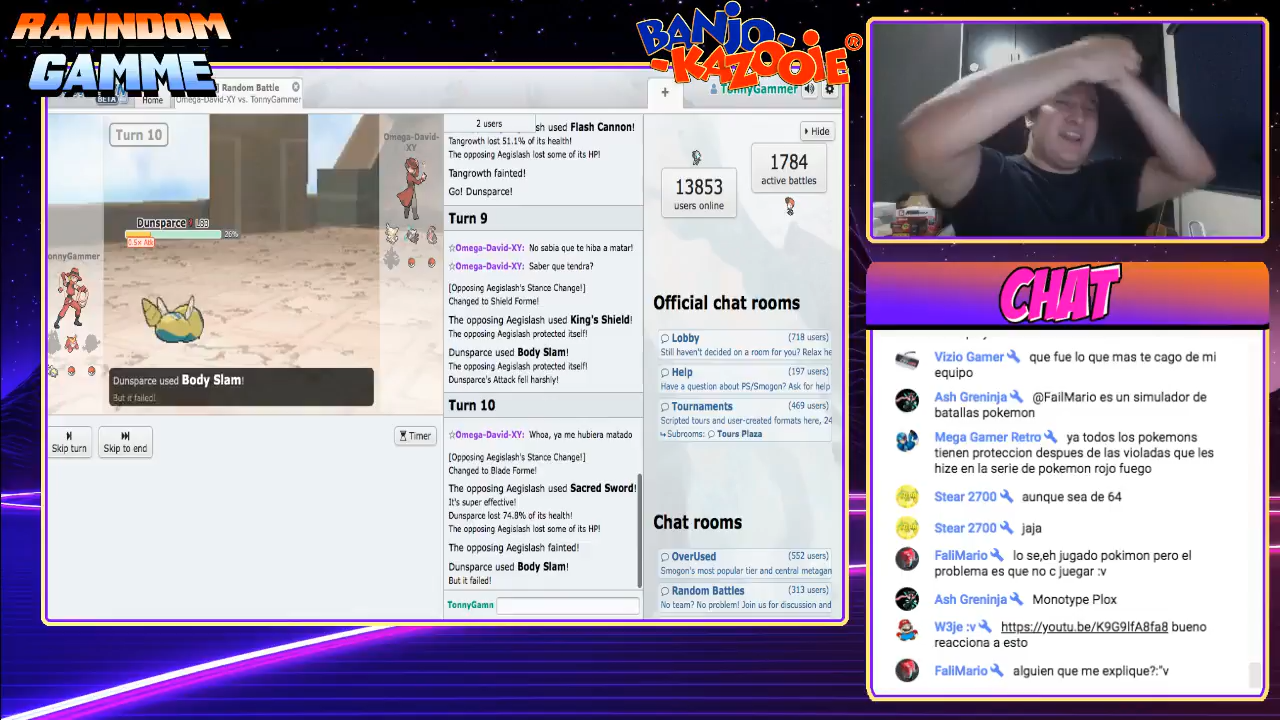 RANNDOM
GAMME
BANJO-
-KAZOOIE®
Random Battle
Omega-David-XY vs. TonnyGammer
BETA
Home
+
TonnyGammer
Turn 10
Omega-David-
XY
Dunsparce L83
26%
0.5x Atk
onnyGammer
Dunsparce used Body Slam!
But it failed!
Skip turn
Skip to end
Timer
2 users
sh used Flash Cannon!
Tangrowth lost 51.1% of its health!
The opposing Aegislash lost some of its HP!
Tangrowth fainted!
Go! Dunsparce!
Turn 9
☆Omega-David-XY: No sabia que te hiba a matar!
☆Omega-David-XY: Saber que tendra?
[Opposing Aegislash's Stance Change!]
Changed to Shield Forme!
The opposing Aegislash used King's Shield!
The opposing Aegislash protected itself!
Dunsparce used Body Slam!
The opposing Aegislash protected itself!
Dunsparce's Attack fell harshly!
Turn 10
☆Omega-David-XY: Whoa, ya me hubiera matado
[Opposing Aegislash's Stance Change!]
Changed to Blade Forme!
The opposing Aegislash used Sacred Sword!
It's super effective!
Dunsparce lost 74.8% of its health!
The opposing Aegislash lost some of its HP!
The opposing Aegislash fainted!
Dunsparce used Body Slam!
But it failed!
TonnyGamn
Hide
13853
users online
1784
active battles
Official chat rooms
Lobby (718 users)
Still haven't decided on a room for you? Relax he
Help (197 users)
Have a question about PS/Smogon? Ask for help
Tournaments (469 users)
Scripted tours and user-created formats here, 24
Subrooms: Tours Plaza
Chat rooms
OverUsed (552 users)
Smogon's most popular tier and central metagan
Random Battles (313 users)
No team? No problem! Join us for discussion and
CHAT
Vizio Gamer que fue lo que mas te cago de mi
equipo
Ash Greninja @FailMario es un simulador de
batallas pokemon
Mega Gamer Retro ya todos los pokemons
tienen proteccion despues de las violadas que les
hize en la serie de pokemon rojo fuego
Stear 2700 aunque sea de 64
Stear 2700 jaja
FaliMario lo se,eh jugado pokimon pero el
problema es que no c juegar :v
Ash Greninja Monotype Plox
W3je :v https://youtu.be/K9G9lfA8fa8 bueno
reacciona a esto
FaliMario alguien que me explique?:"v